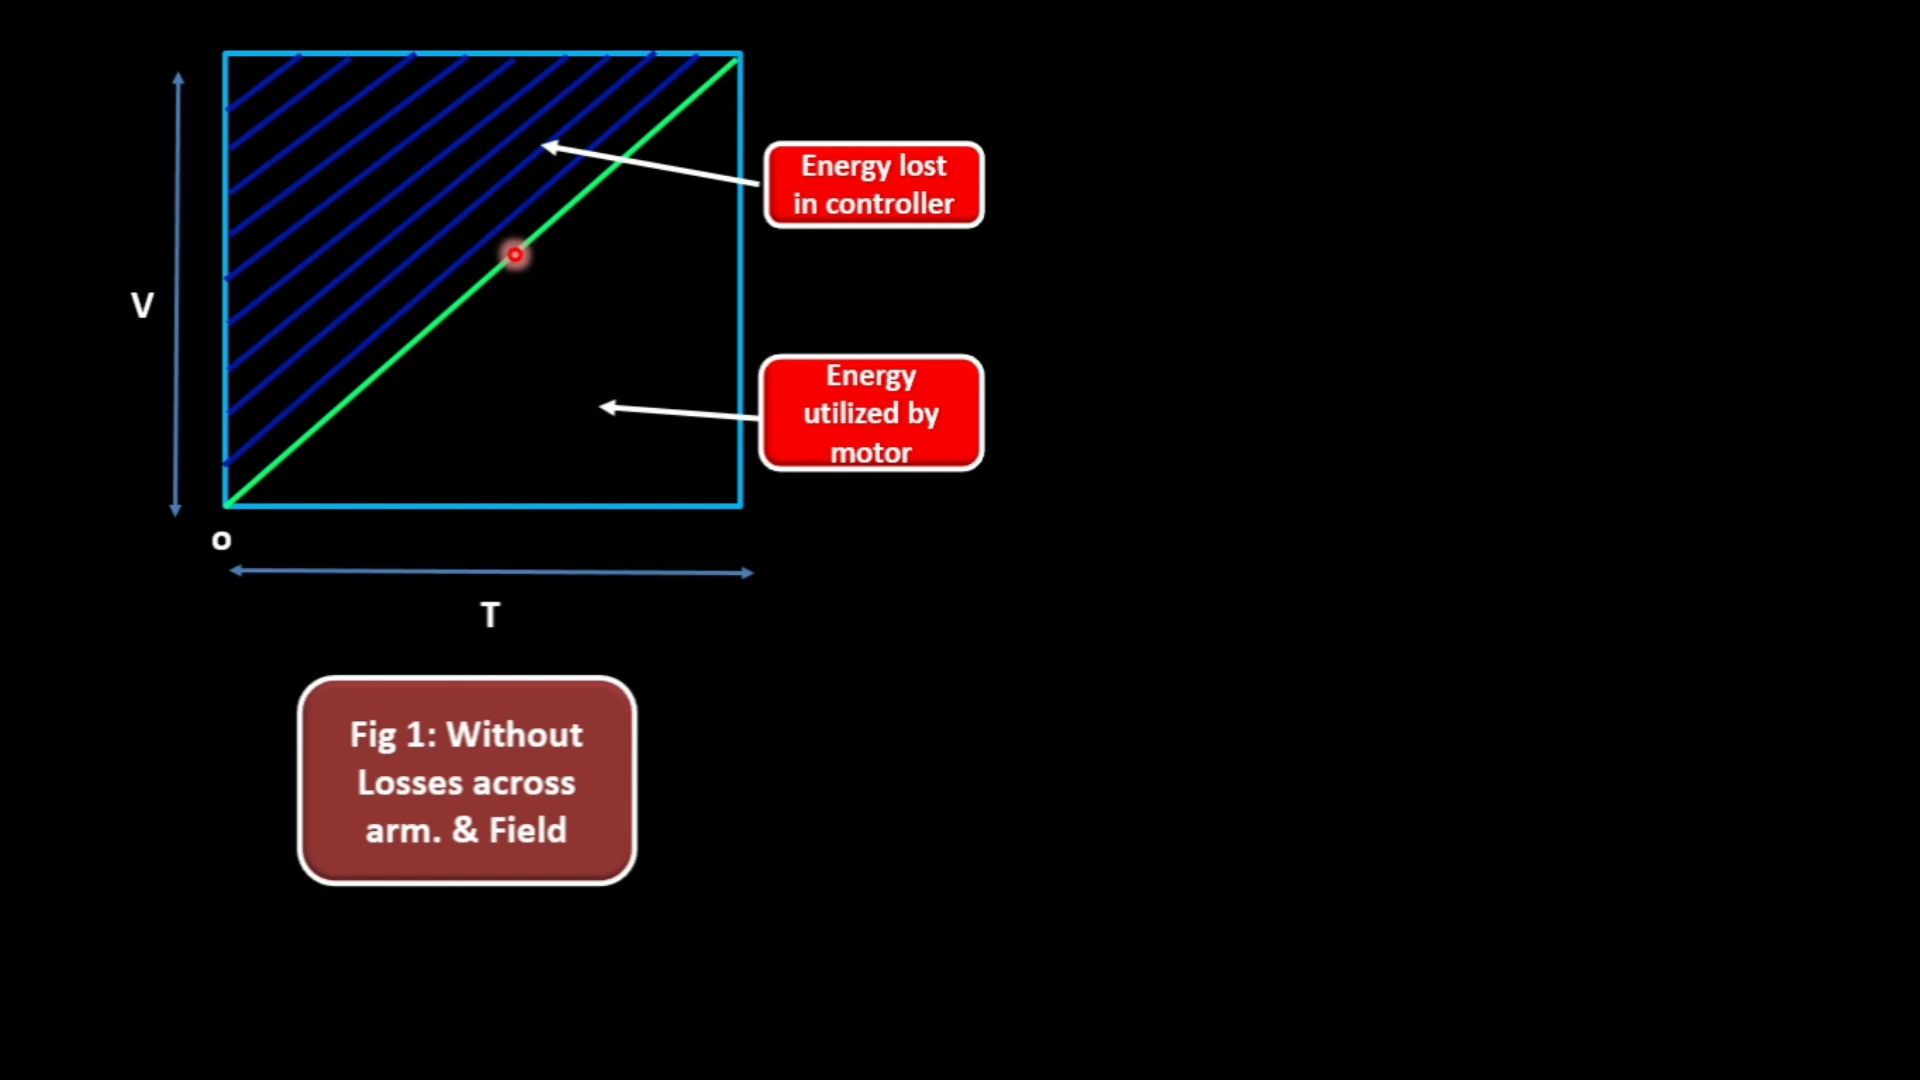 Energy lost
in controller
V
Energy
utilized by
motor
o
T
Fig 1: Without
Losses across
arm. & Field